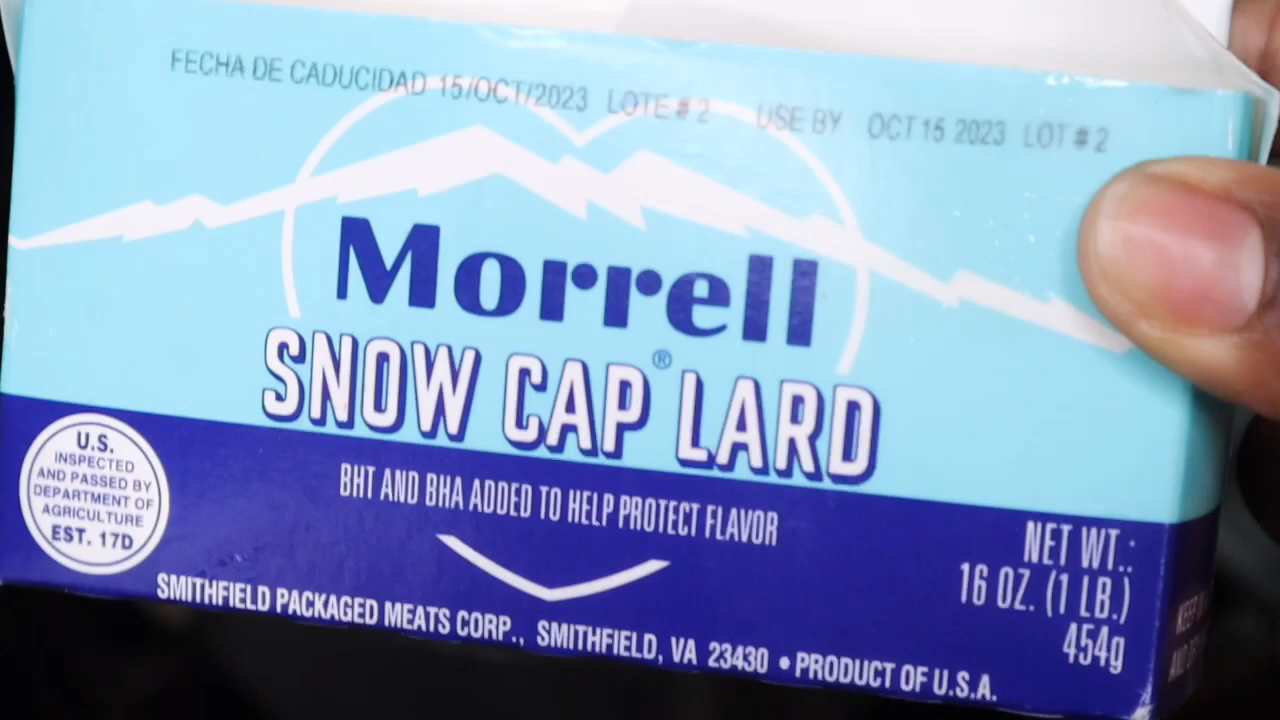 FECHA DE CADUCIDAD 15/OCT/2023 LOTE # 2 USE BY OCT 15 2023 LOT # 2
Morrell
SNOW CAP® LARD
U.S.
INSPECTED
AND PASSED BY
DEPARTMENT OF
AGRICULTURE
EST. 17D
BHT AND BHA ADDED TO HELP PROTECT FLAVOR
NET WT.:
16 OZ. (1 LB.)
454g
SMITHFIELD PACKAGED MEATS CORP., SMITHFIELD, VA 23430 • PRODUCT OF U.S.A.